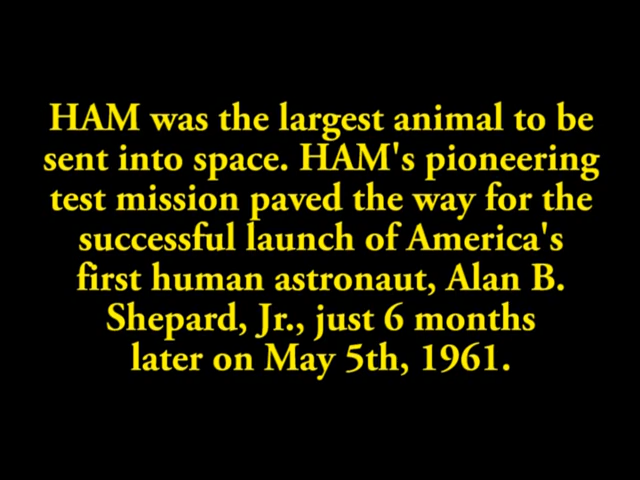 HAM was the largest animal to be
sent into space. HAM's pioneering
test mission paved the way for the
successful launch of America's
first human astronaut, Alan B.
Shepard, Jr., just 6 months
later on May 5th, 1961.